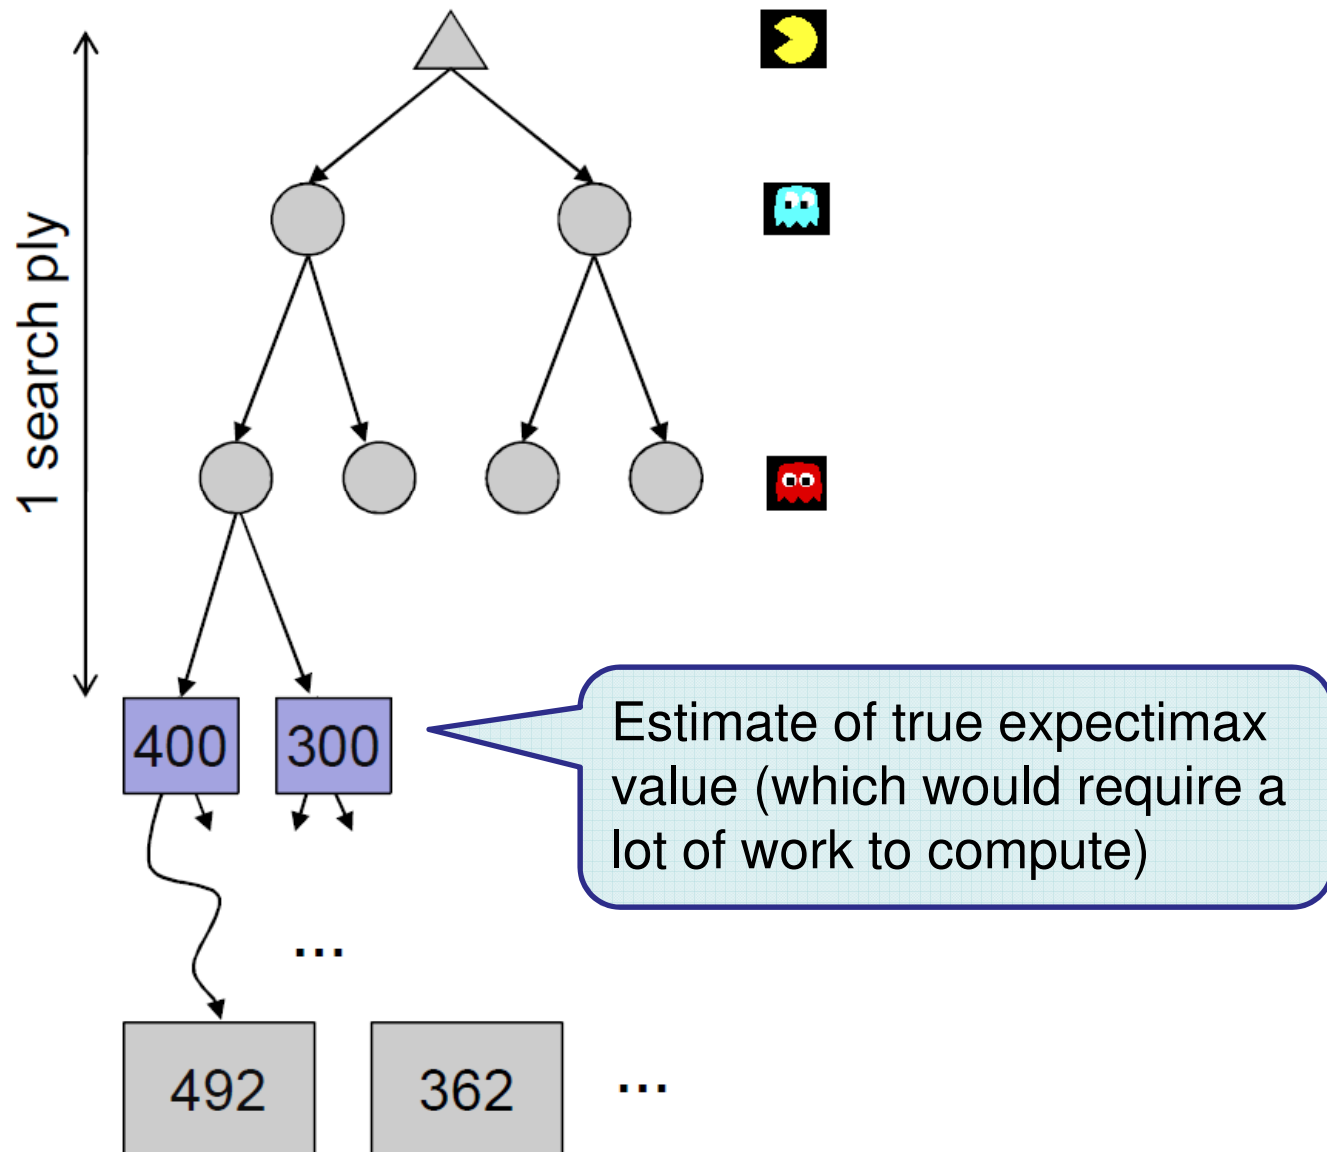 1 search ply
400 300
Estimate of true expectimax
value (which would require a
lot of work to compute)
...
492 362 ...